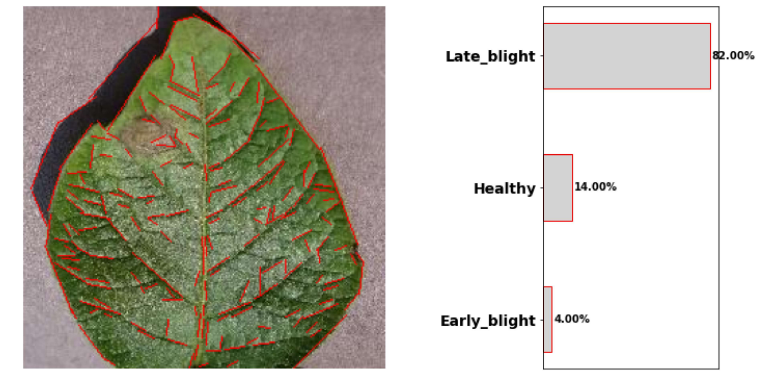 Late_blight
82.00%
Healthy
14.00%
Early_blight
4.00%